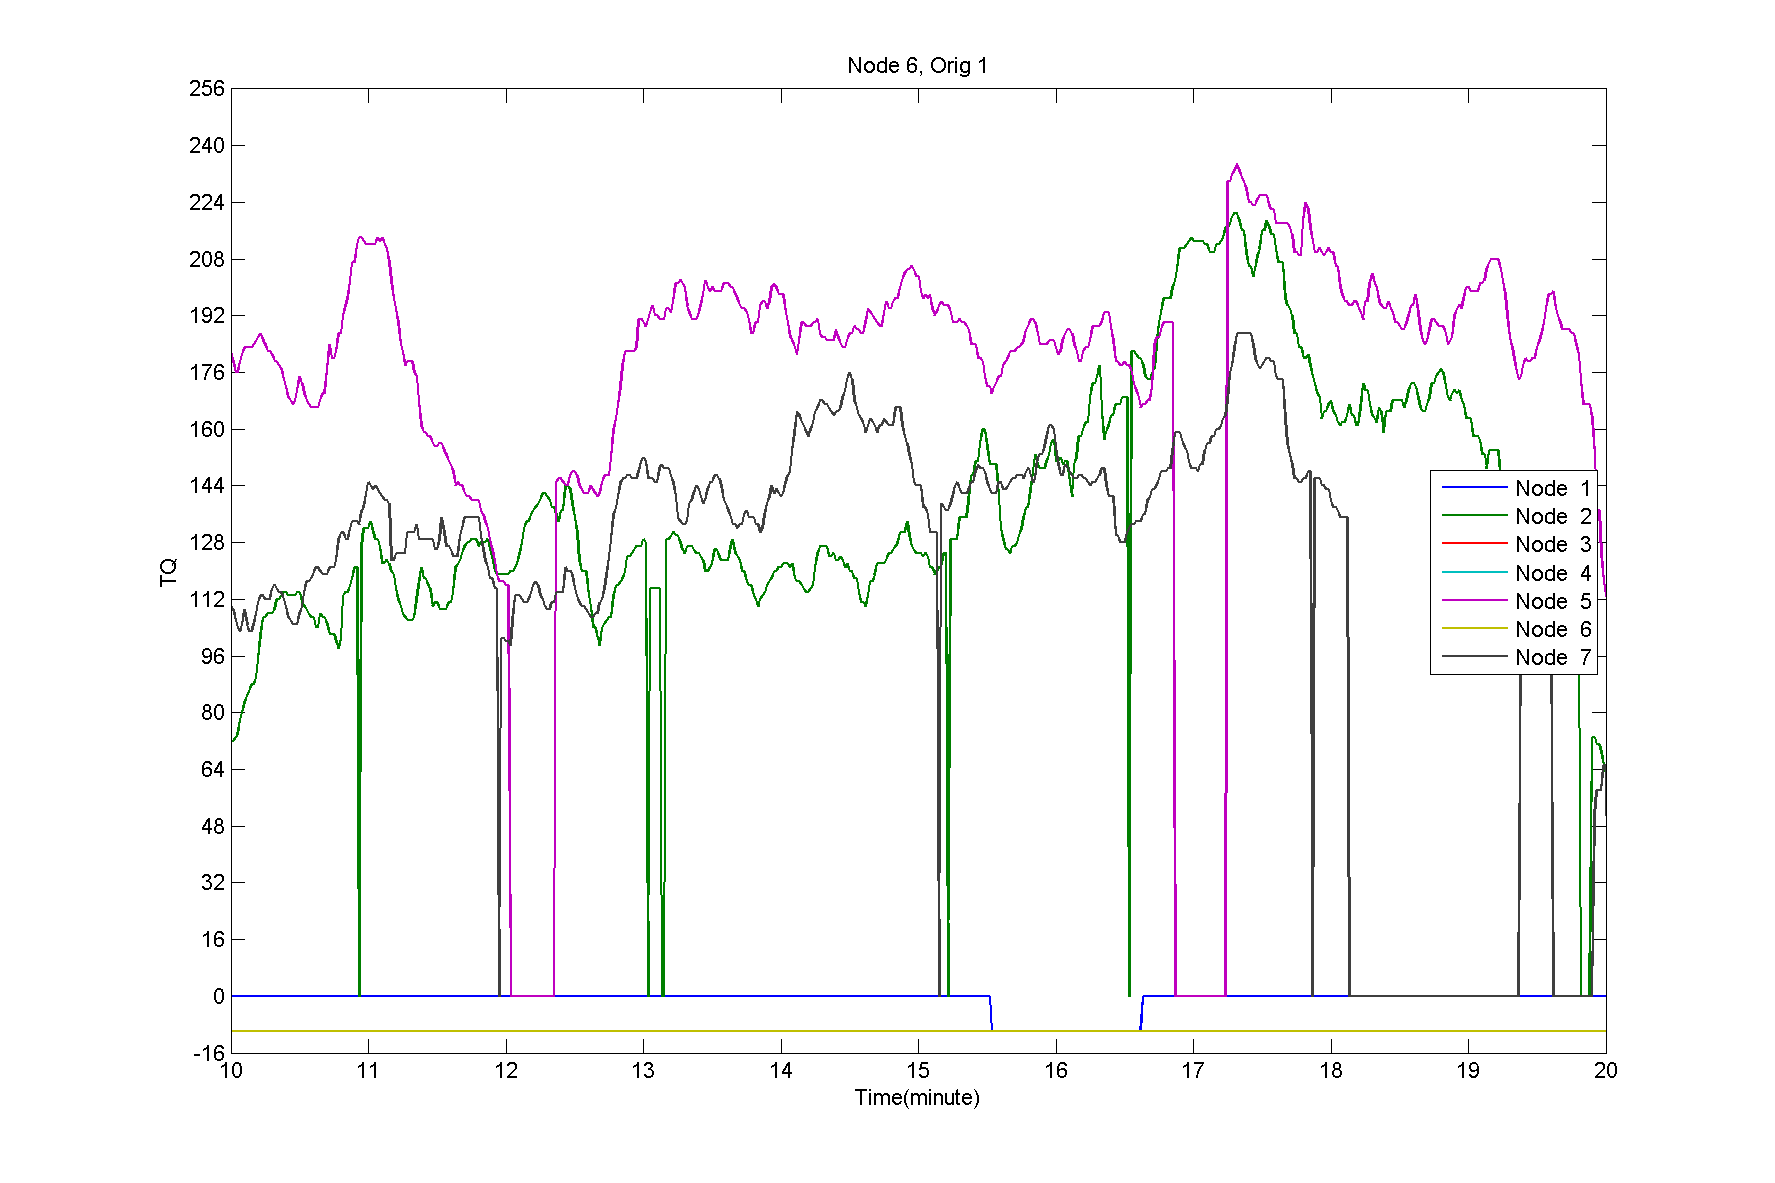 Node 6, Orig 1
256
240
224
208
192
176
160
144
128
112
96
80
64
48
32
16
0
-16
TQ
10 11 12 13 14 15 16 17 18 19 20
Time(minute)
Node 1
Node 2
Node 3
Node 4
Node 5
Node 6
Node 7